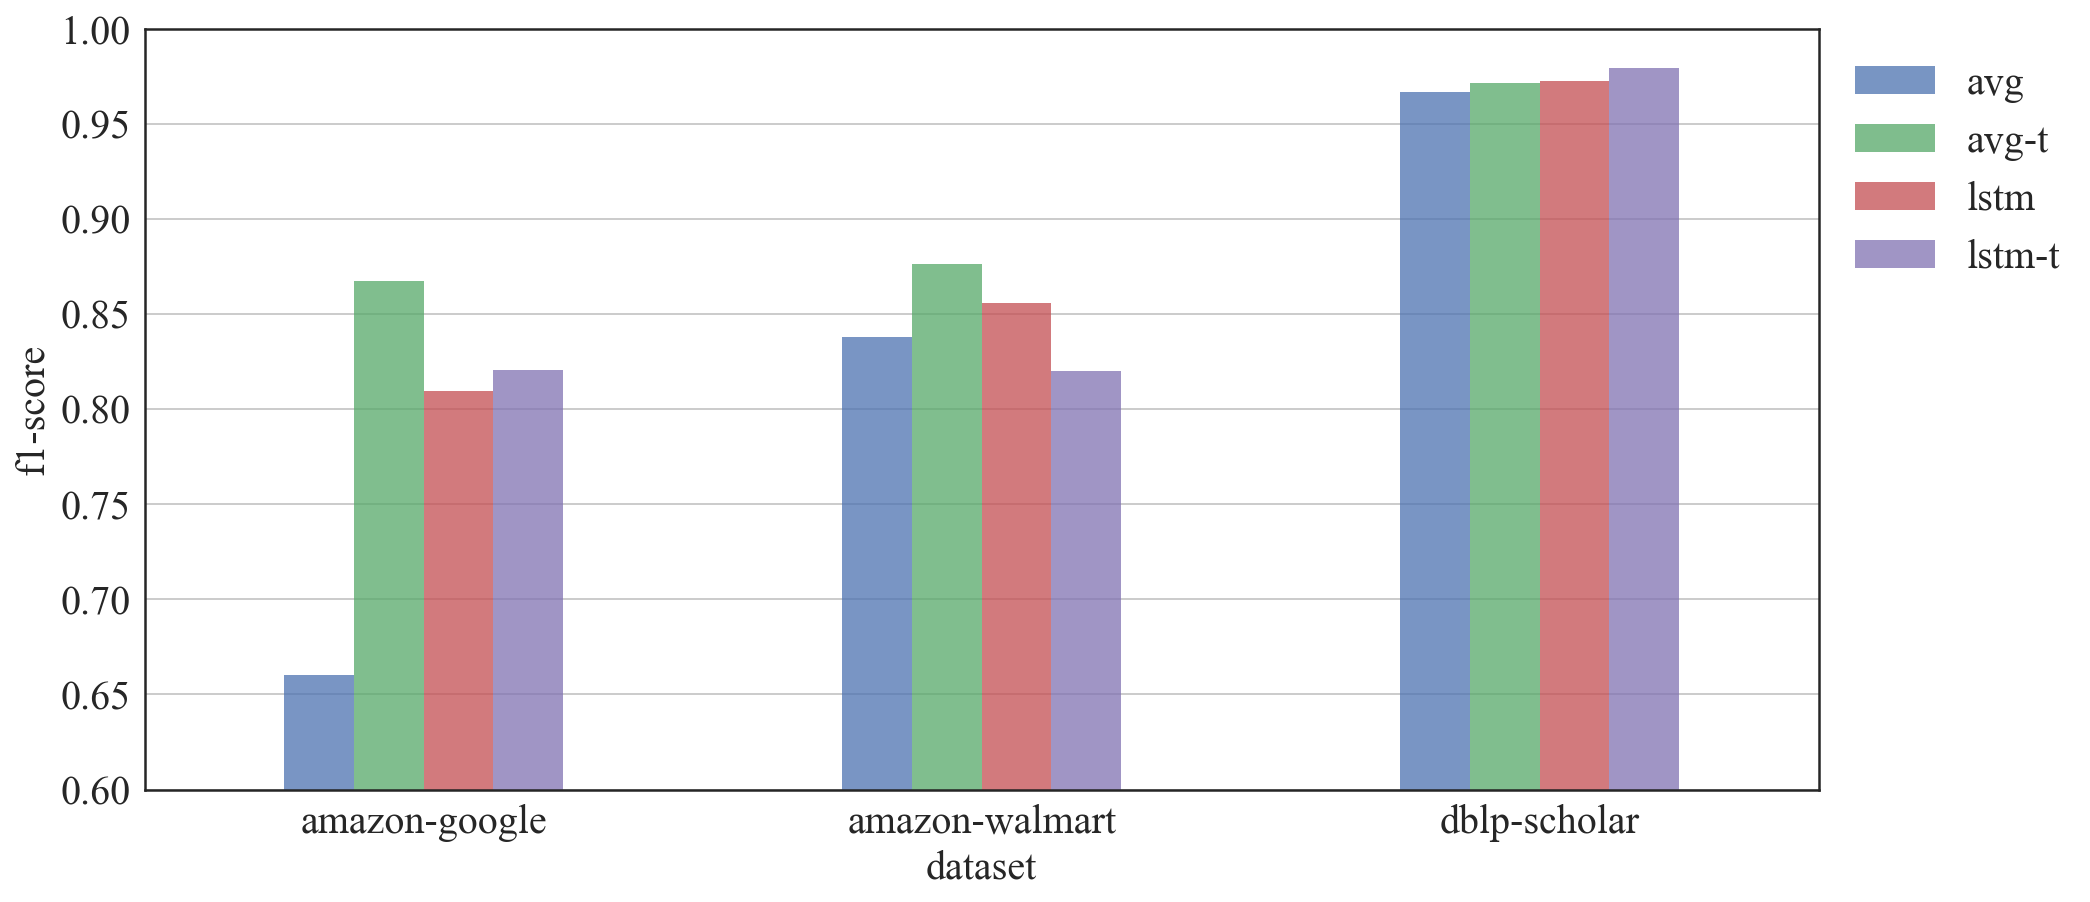 1.00
0.95
0.90
0.85
0.80
0.75
0.70
0.65
0.60
f1-score
amazon-google
amazon-walmart
dblp-scholar
dataset
avg
avg-t
lstm
lstm-t